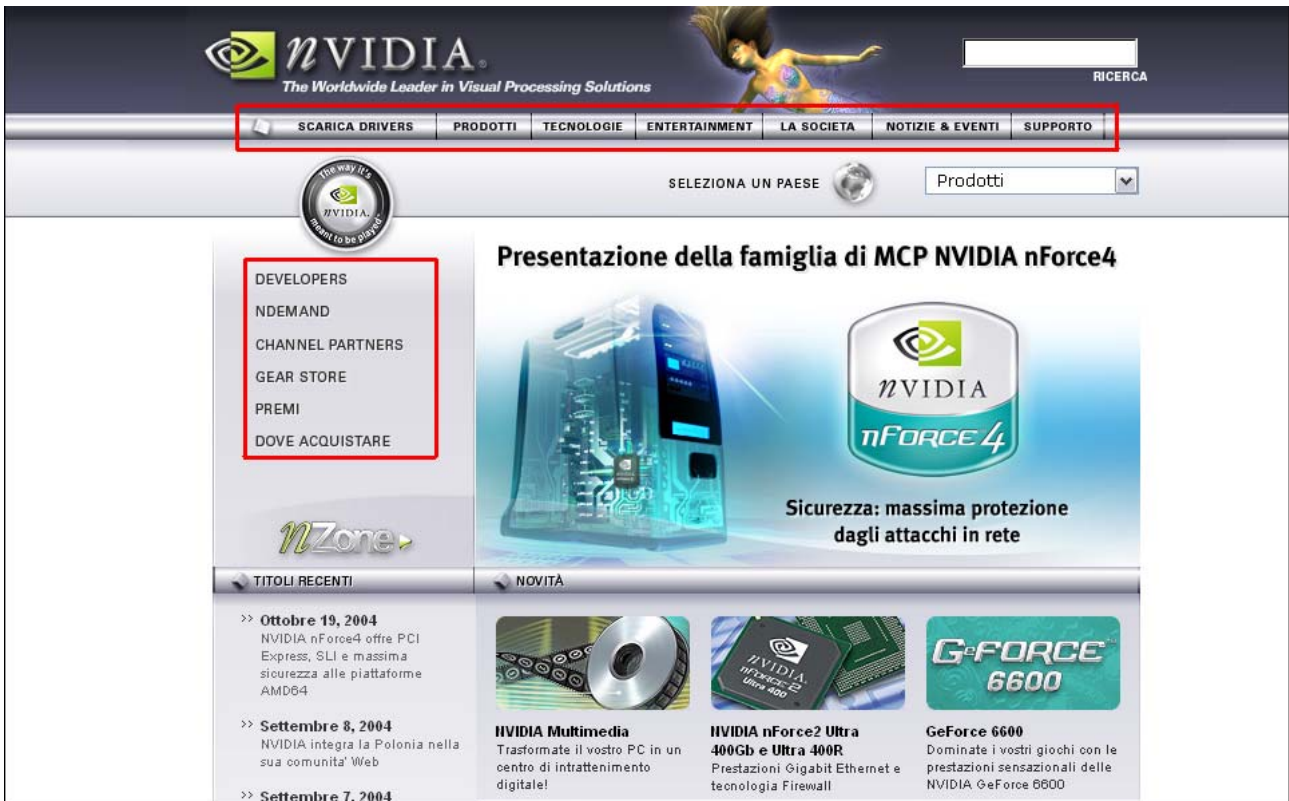 NVIDIA.
The Worldwide Leader in Visual Processing Solutions
RICERCA
SCARICA DRIVERS PRODOTTI TECNOLOGIE ENTERTAINMENT LA SOCIETA NOTIZIE & EVENTI SUPPORTO
The way it's
NVIDIA.
meant to be played
SELEZIONA UN PAESE
Prodotti
DEVELOPERS
NDEMAND
CHANNEL PARTNERS
GEAR STORE
PREMI
DOVE ACQUISTARE
nZone
Presentazione della famiglia di MCP NVIDIA nForce4
NVIDIA
nFORCE 4
Sicurezza: massima protezione
dagli attacchi in rete
TITOLI RECENTI
>> Ottobre 19, 2004
NVIDIA nForce4 offre PCI
Express, SLI e massima
sicurezza alle piattaforme
AMD64
>> Settembre 8, 2004
NVIDIA integra la Polonia nella
sua comunita' Web
>> Settembre 7, 2004
NOVITÀ
NVIDIA Multimedia
Trasformate il vostro PC in un
centro di intrattenimento
digitale!
NVIDIA.
nFORCE 2
Ultra 400
NVIDIA nForce2 Ultra
400Gb e Ultra 400R
Prestazioni Gigabit Ethernet e
tecnologia Firewall
GeFORCE™
6600
GeForce 6600
Dominate i vostri giochi con le
prestazioni sensazionali delle
NVIDIA GeForce 6600